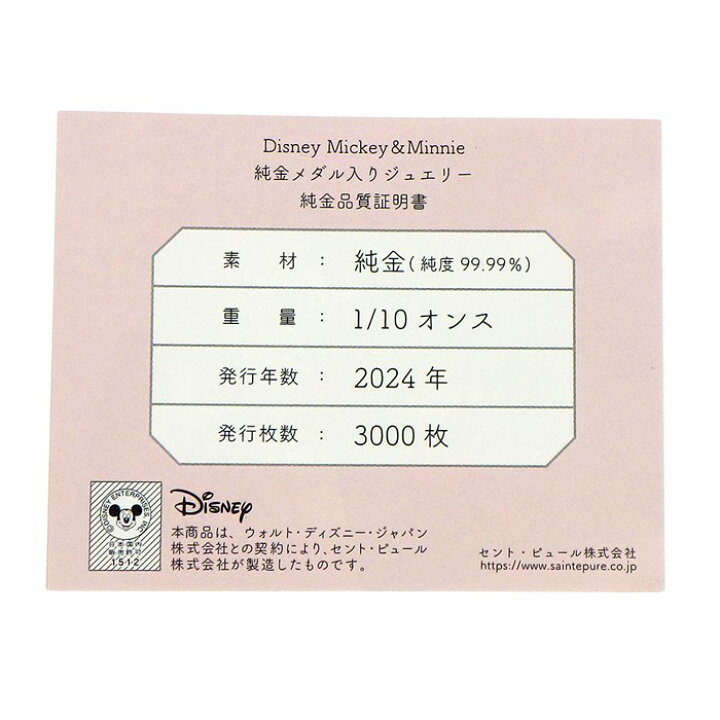 Disney Mickey&Minnie
純金メダル入りジュエリー
純金品質証明書
素 材 : 純金(純度 99.99%)
重 量 : 1/10 オンス
発行年数 : 2024 年
発行枚数 : 3000 枚
©DISNEY ENTERPRISES INC
日本国内
販売許可
1512
Disney
本商品は、ウォルト・ディズニー・ジャパン
株式会社との契約により、セント・ピュール
株式会社が製造したものです。
セント・ピュール株式会社
https://www.saintepure.co.jp